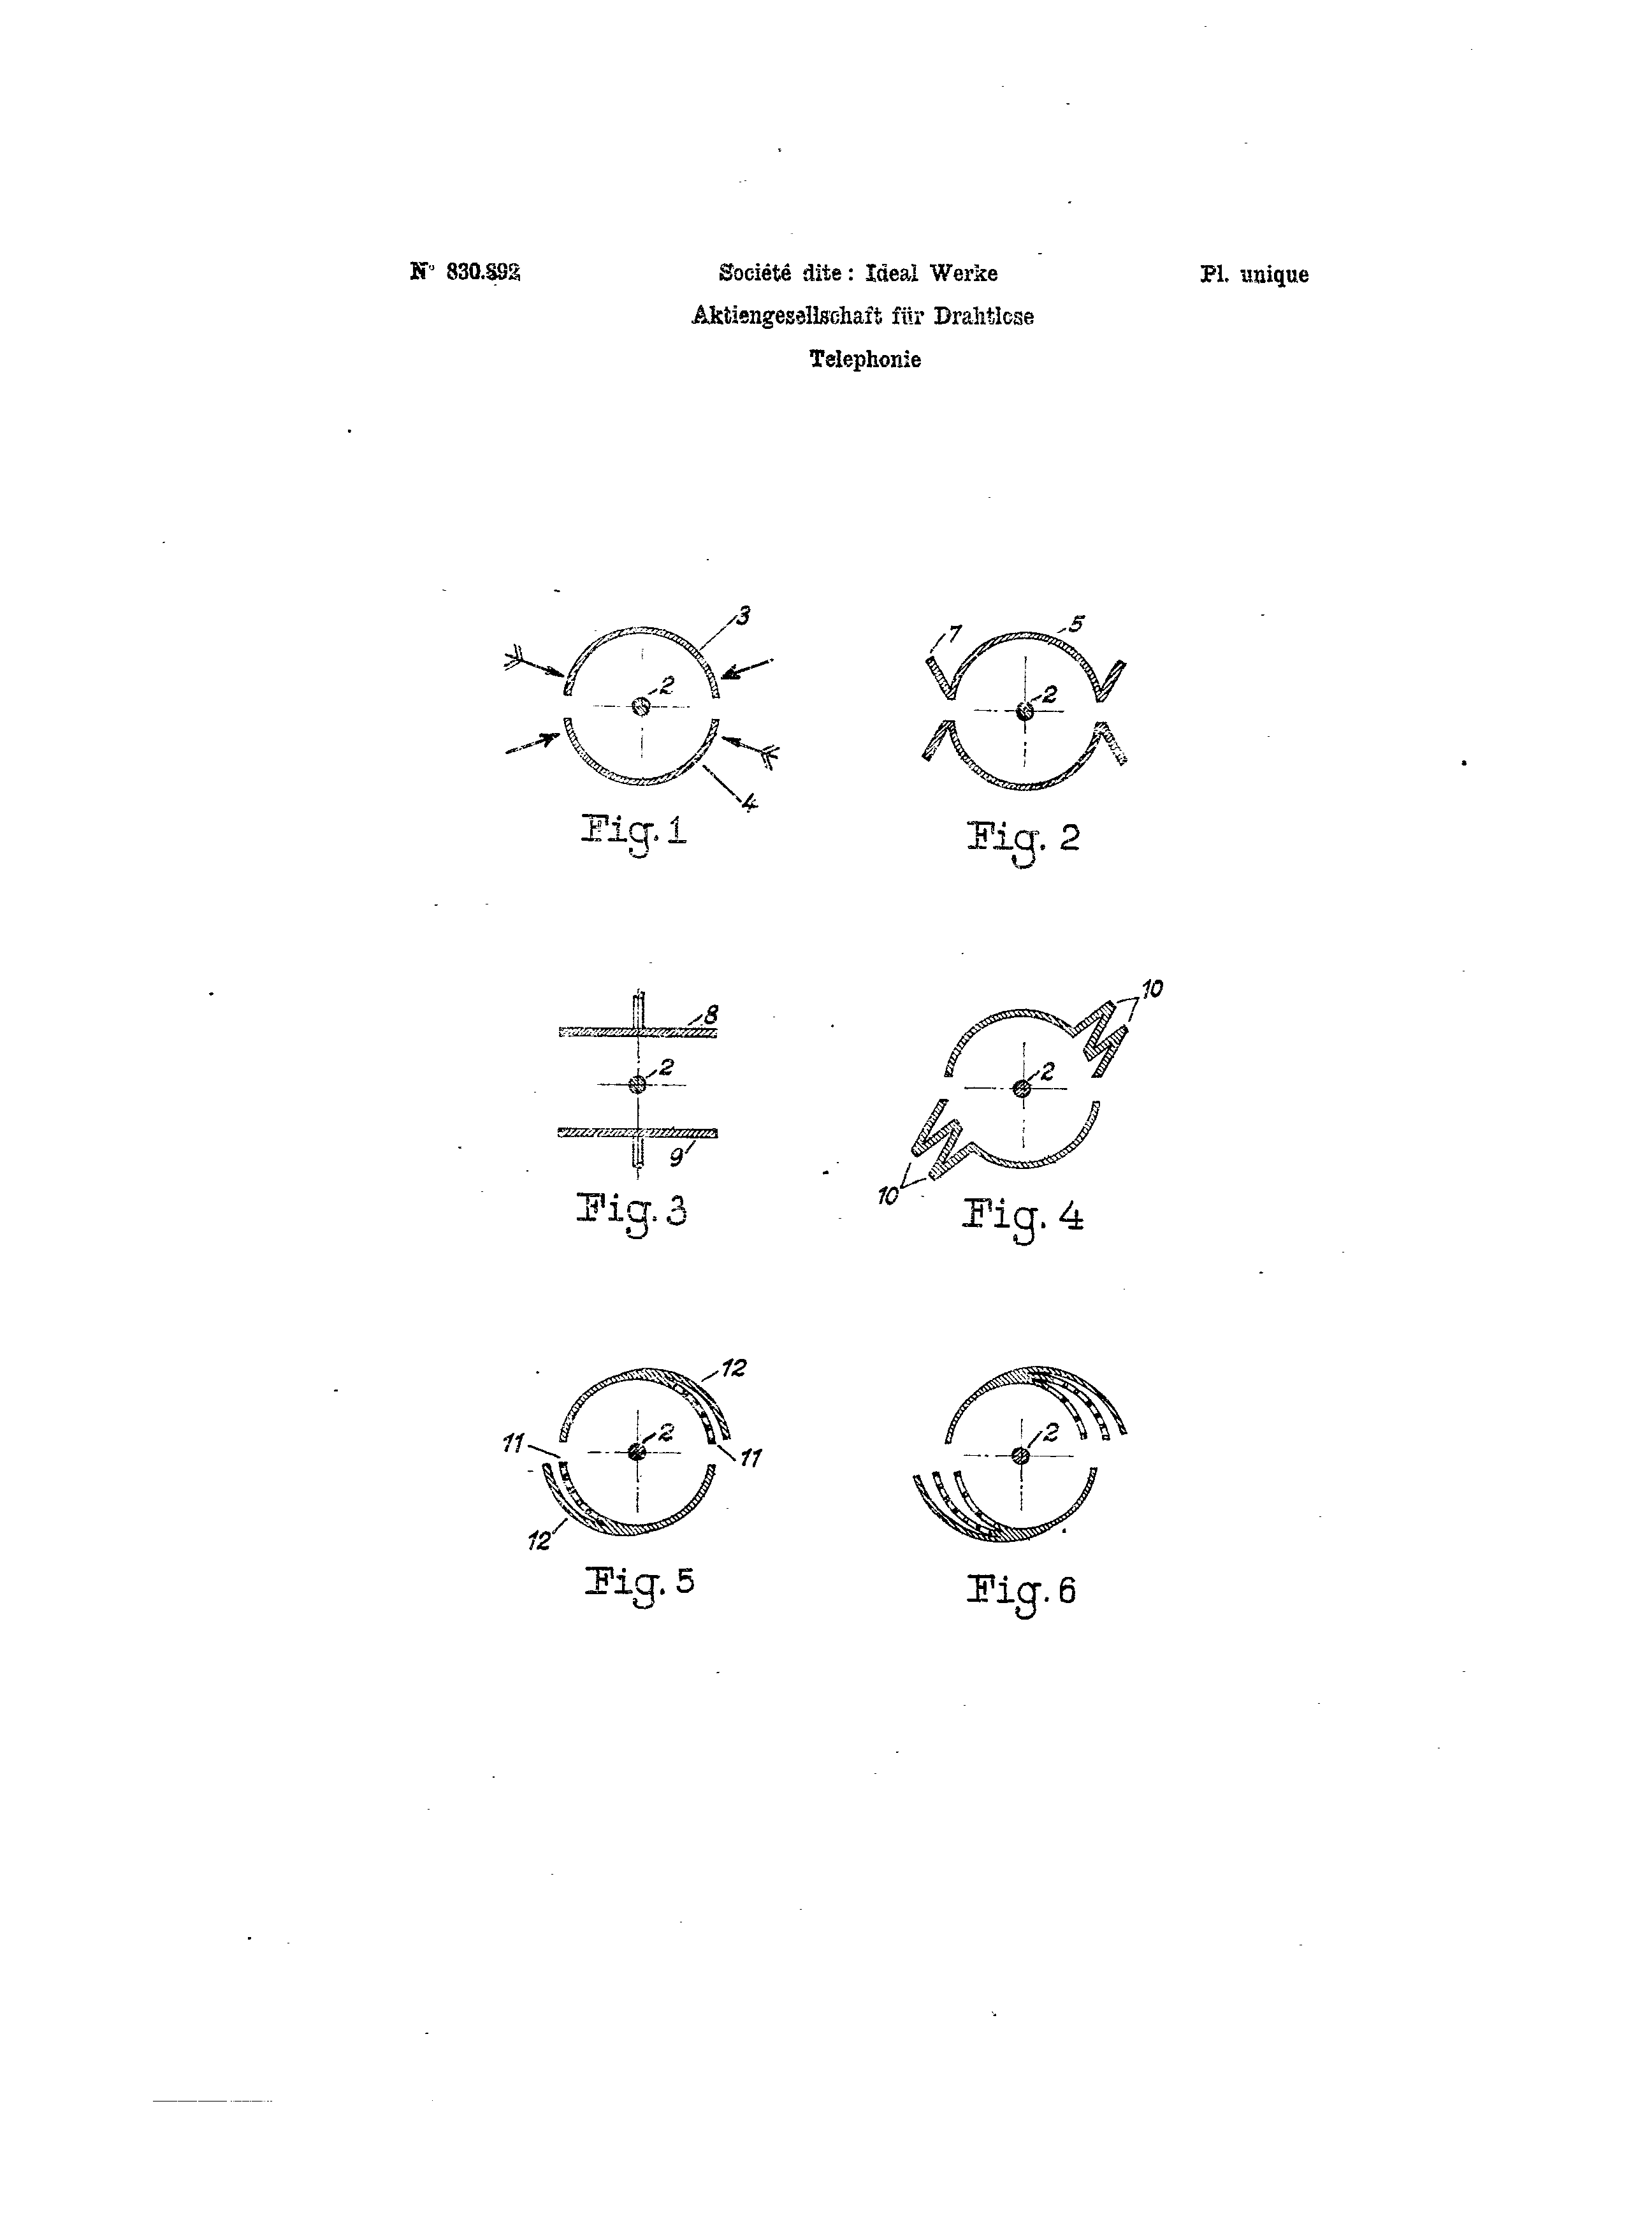 N° 830.892 Société dite : Ideal Werke Pl. unique
Aktiengesellschaft für Drahtlose
Telephonie
3
2
4
Fig. 1
7
5
2
Fig. 2
8
2
9
Fig. 3
10
2
10
Fig. 4
12
11
2
11
12
Fig. 5
2
Fig. 6